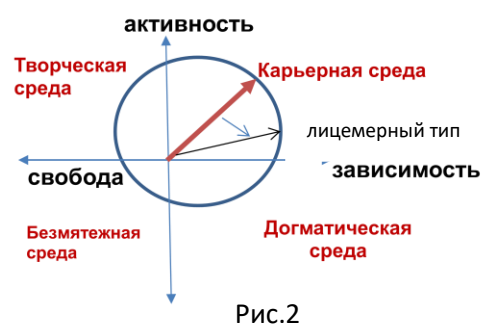 активность
Творческая
среда
Карьерная среда
лицемерный тип
свобода
зависимость
Безмятежная
среда
Догматическая
среда
Рис.2